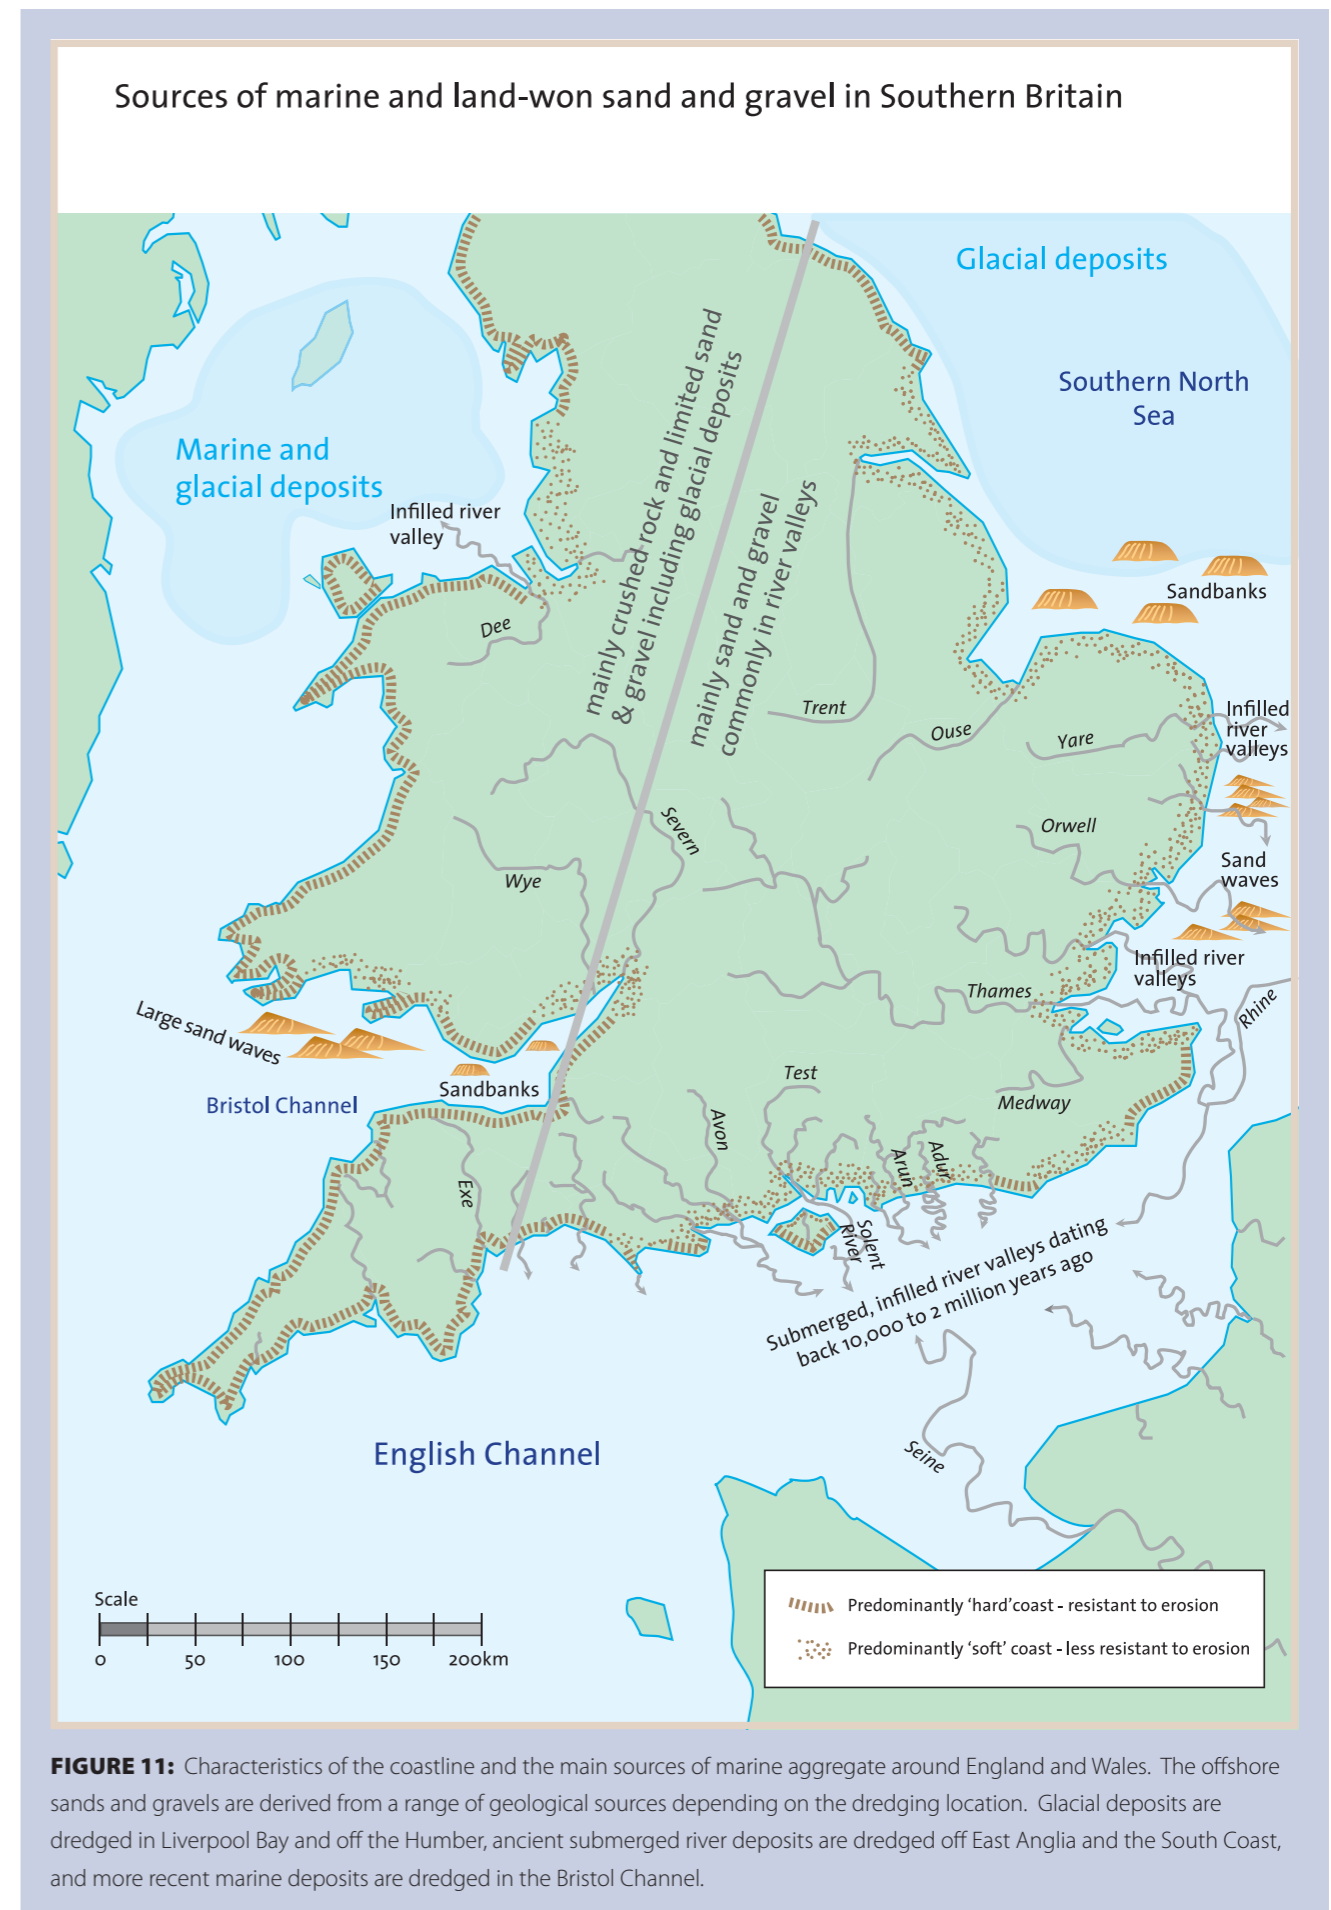 Sources of marine and land-won sand and gravel in Southern Britain
Glacial deposits
Southern North
Sea
Marine and
glacial deposits
Infilled river
valley
mainly crushed rock and limited sand
& gravel including glacial deposits
mainly sand and gravel
commonly in river valleys
Sandbanks
Dee
Trent
Ouse
Yare
Infilled
river
valleys
Severn
Orwell
Wye
Sand
waves
Infilled river
valleys
Thames
Rhine
Large sand waves
Sandbanks
Bristol Channel
Test
Medway
Avon
Arun
Adur
Exe
Solent
River
Submerged, infilled river valleys dating
back 10,000 to 2 million years ago
English Channel
Seine
Scale
0 50 100 150 200km
Predominantly ‘hard’coast - resistant to erosion
Predominantly ‘soft’ coast - less resistant to erosion
FIGURE 11: Characteristics of the coastline and the main sources of marine aggregate around England and Wales. The offshore
sands and gravels are derived from a range of geological sources depending on the dredging location. Glacial deposits are
dredged in Liverpool Bay and off the Humber, ancient submerged river deposits are dredged off East Anglia and the South Coast,
and more recent marine deposits are dredged in the Bristol Channel.